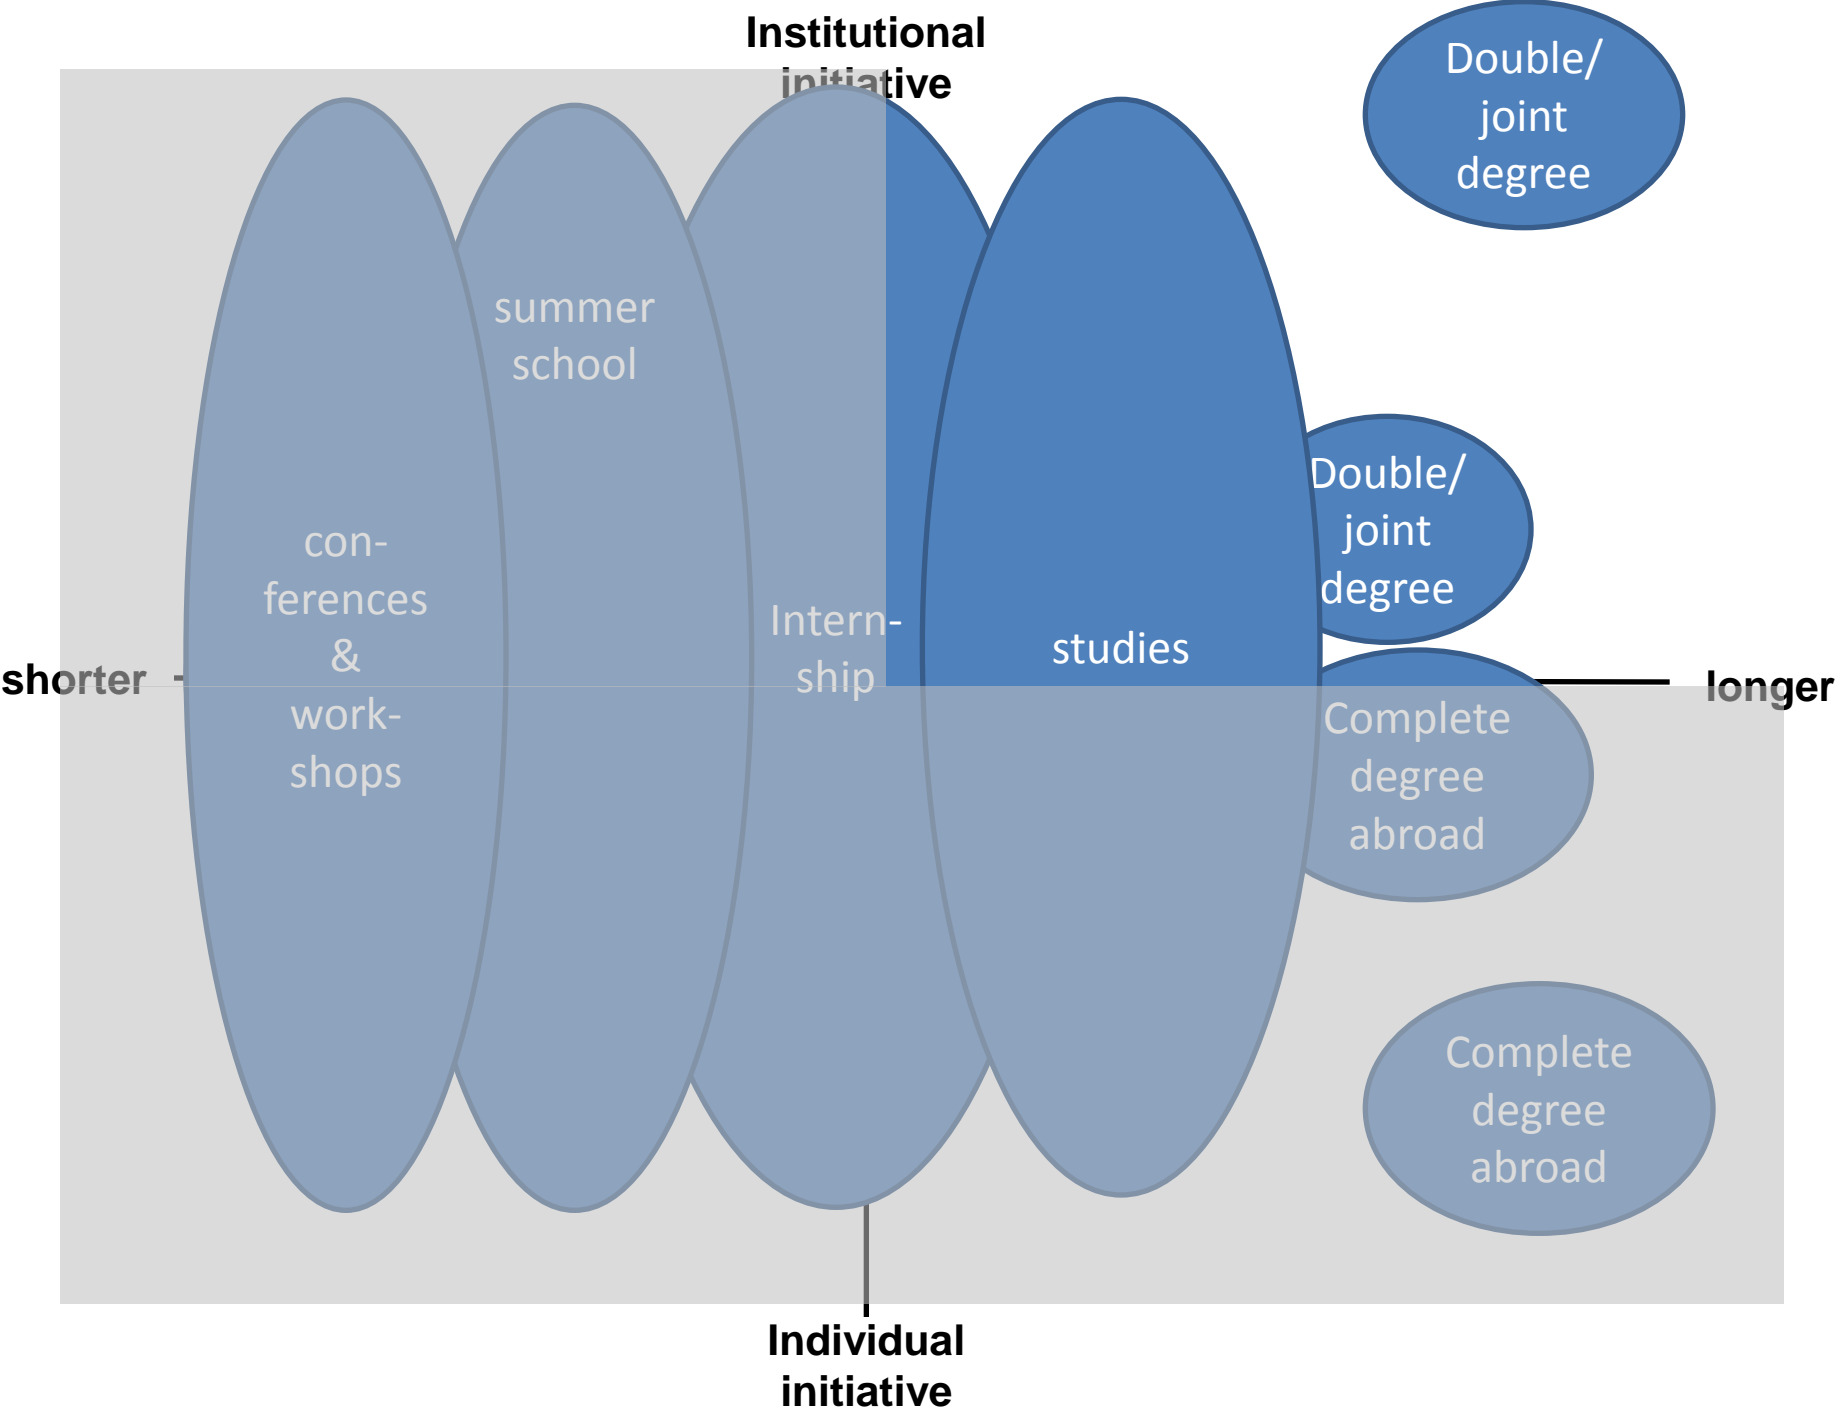 Institutional
initiative
Double/
joint
degree
summer
school
Double/
joint
degree
con-
ferences
&
work-
shops
Intern-
ship
studies
shorter
longer
Complete
degree
abroad
Complete
degree
abroad
Individual
initiative